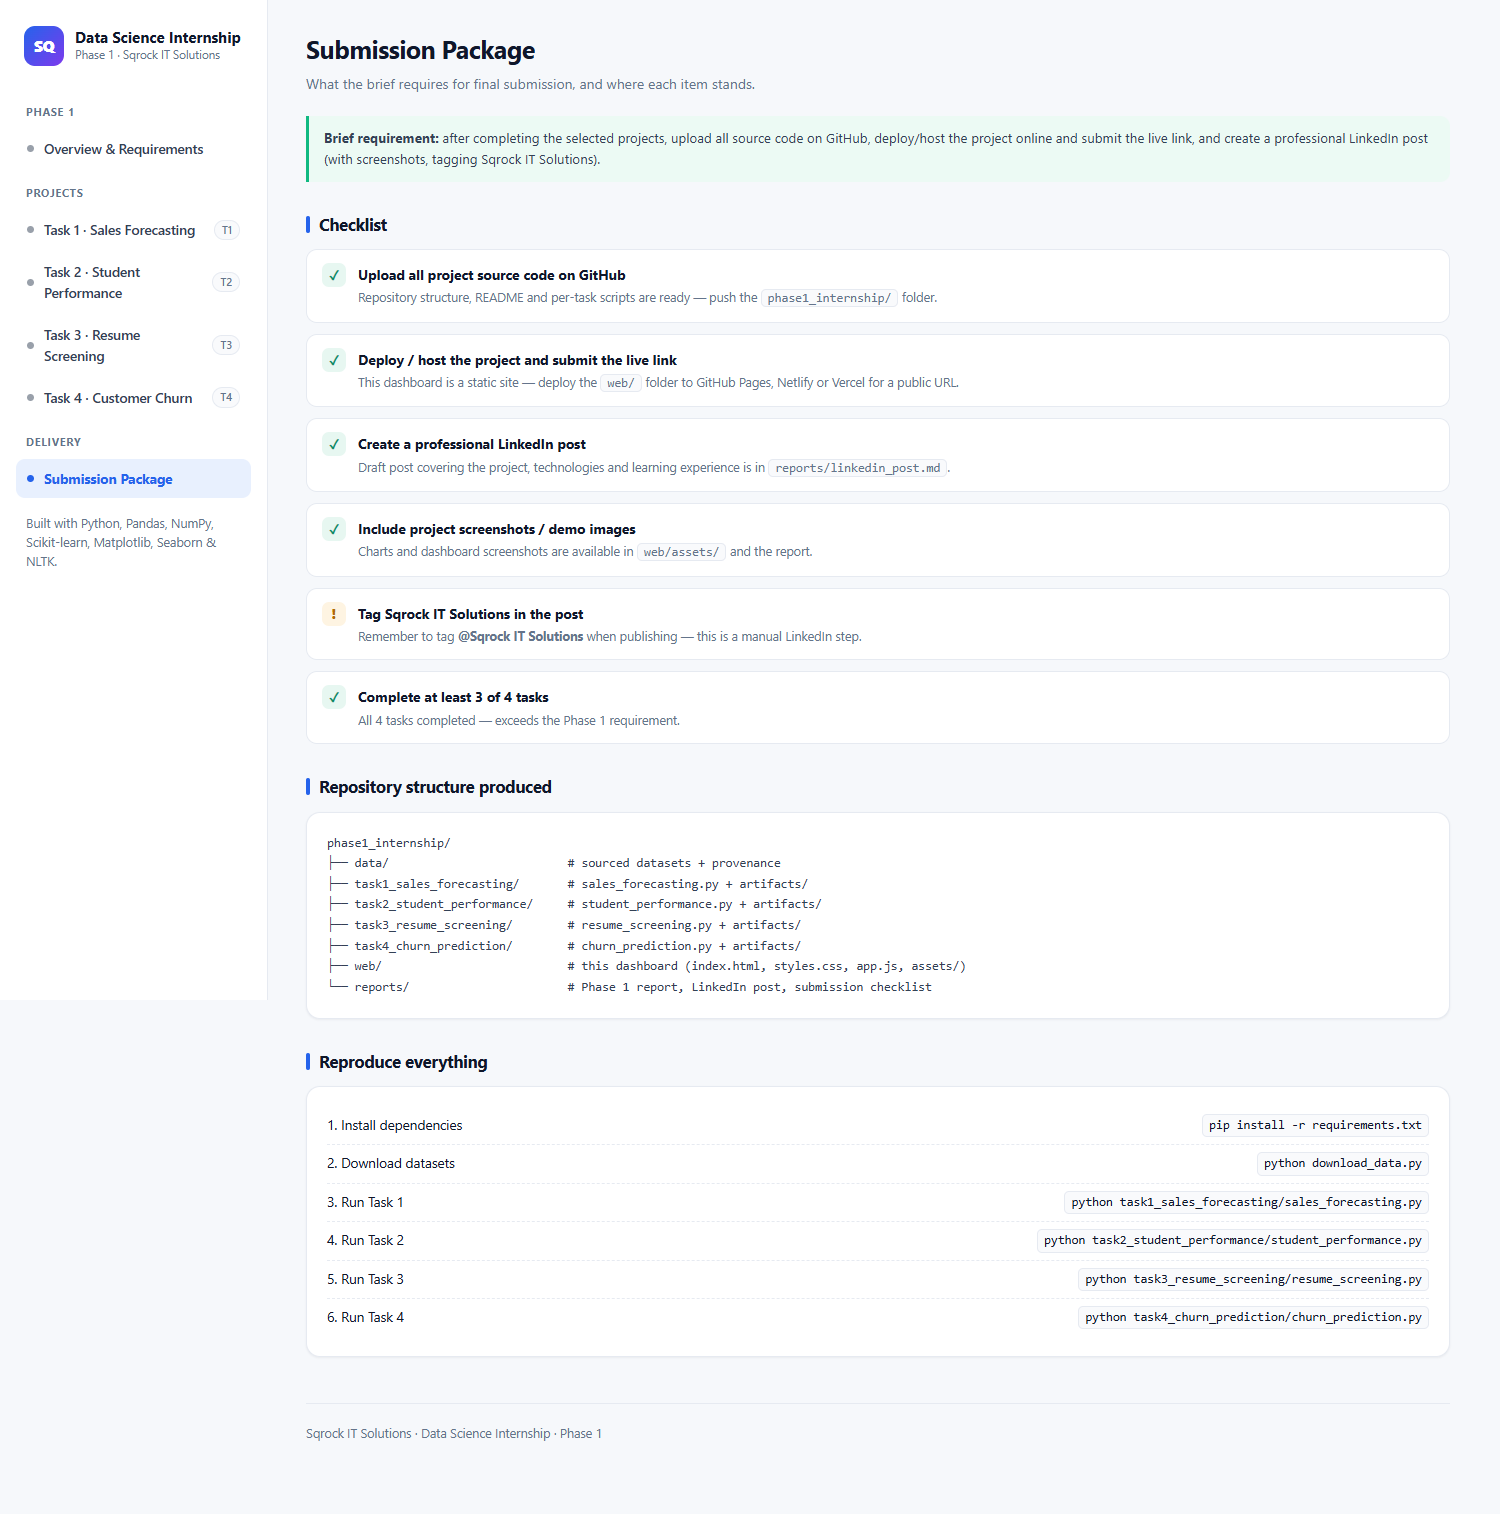 SQ
Data Science Internship
Phase 1 · Sqrock IT Solutions
PHASE 1
Overview & Requirements
PROJECTS
Task 1 · Sales Forecasting T1
Task 2 · Student
Performance T2
Task 3 · Resume
Screening T3
Task 4 · Customer Churn T4
DELIVERY
Submission Package
Built with Python, Pandas, NumPy,
Scikit-learn, Matplotlib, Seaborn &
NLTK.
Submission Package
What the brief requires for final submission, and where each item stands.
Brief requirement: after completing the selected projects, upload all source code on GitHub, deploy/host the project online and submit the live link, and create a professional LinkedIn post
(with screenshots, tagging Sqrock IT Solutions).
Checklist
✓ Upload all project source code on GitHub
Repository structure, README and per-task scripts are ready — push the phase1_internship/ folder.
✓ Deploy / host the project and submit the live link
This dashboard is a static site — deploy the web/ folder to GitHub Pages, Netlify or Vercel for a public URL.
✓ Create a professional LinkedIn post
Draft post covering the project, technologies and learning experience is in reports/linkedin_post.md.
✓ Include project screenshots / demo images
Charts and dashboard screenshots are available in web/assets/ and the report.
! Tag Sqrock IT Solutions in the post
Remember to tag @Sqrock IT Solutions when publishing — this is a manual LinkedIn step.
✓ Complete at least 3 of 4 tasks
All 4 tasks completed — exceeds the Phase 1 requirement.
Repository structure produced
phase1_internship/
├── data/ # sourced datasets + provenance
├── task1_sales_forecasting/ # sales_forecasting.py + artifacts/
├── task2_student_performance/ # student_performance.py + artifacts/
├── task3_resume_screening/ # resume_screening.py + artifacts/
├── task4_churn_prediction/ # churn_prediction.py + artifacts/
├── web/ # this dashboard (index.html, styles.css, app.js, assets/)
└── reports/ # Phase 1 report, LinkedIn post, submission checklist
Reproduce everything
1. Install dependencies pip install -r requirements.txt
2. Download datasets python download_data.py
3. Run Task 1 python task1_sales_forecasting/sales_forecasting.py
4. Run Task 2 python task2_student_performance/student_performance.py
5. Run Task 3 python task3_resume_screening/resume_screening.py
6. Run Task 4 python task4_churn_prediction/churn_prediction.py
Sqrock IT Solutions · Data Science Internship · Phase 1